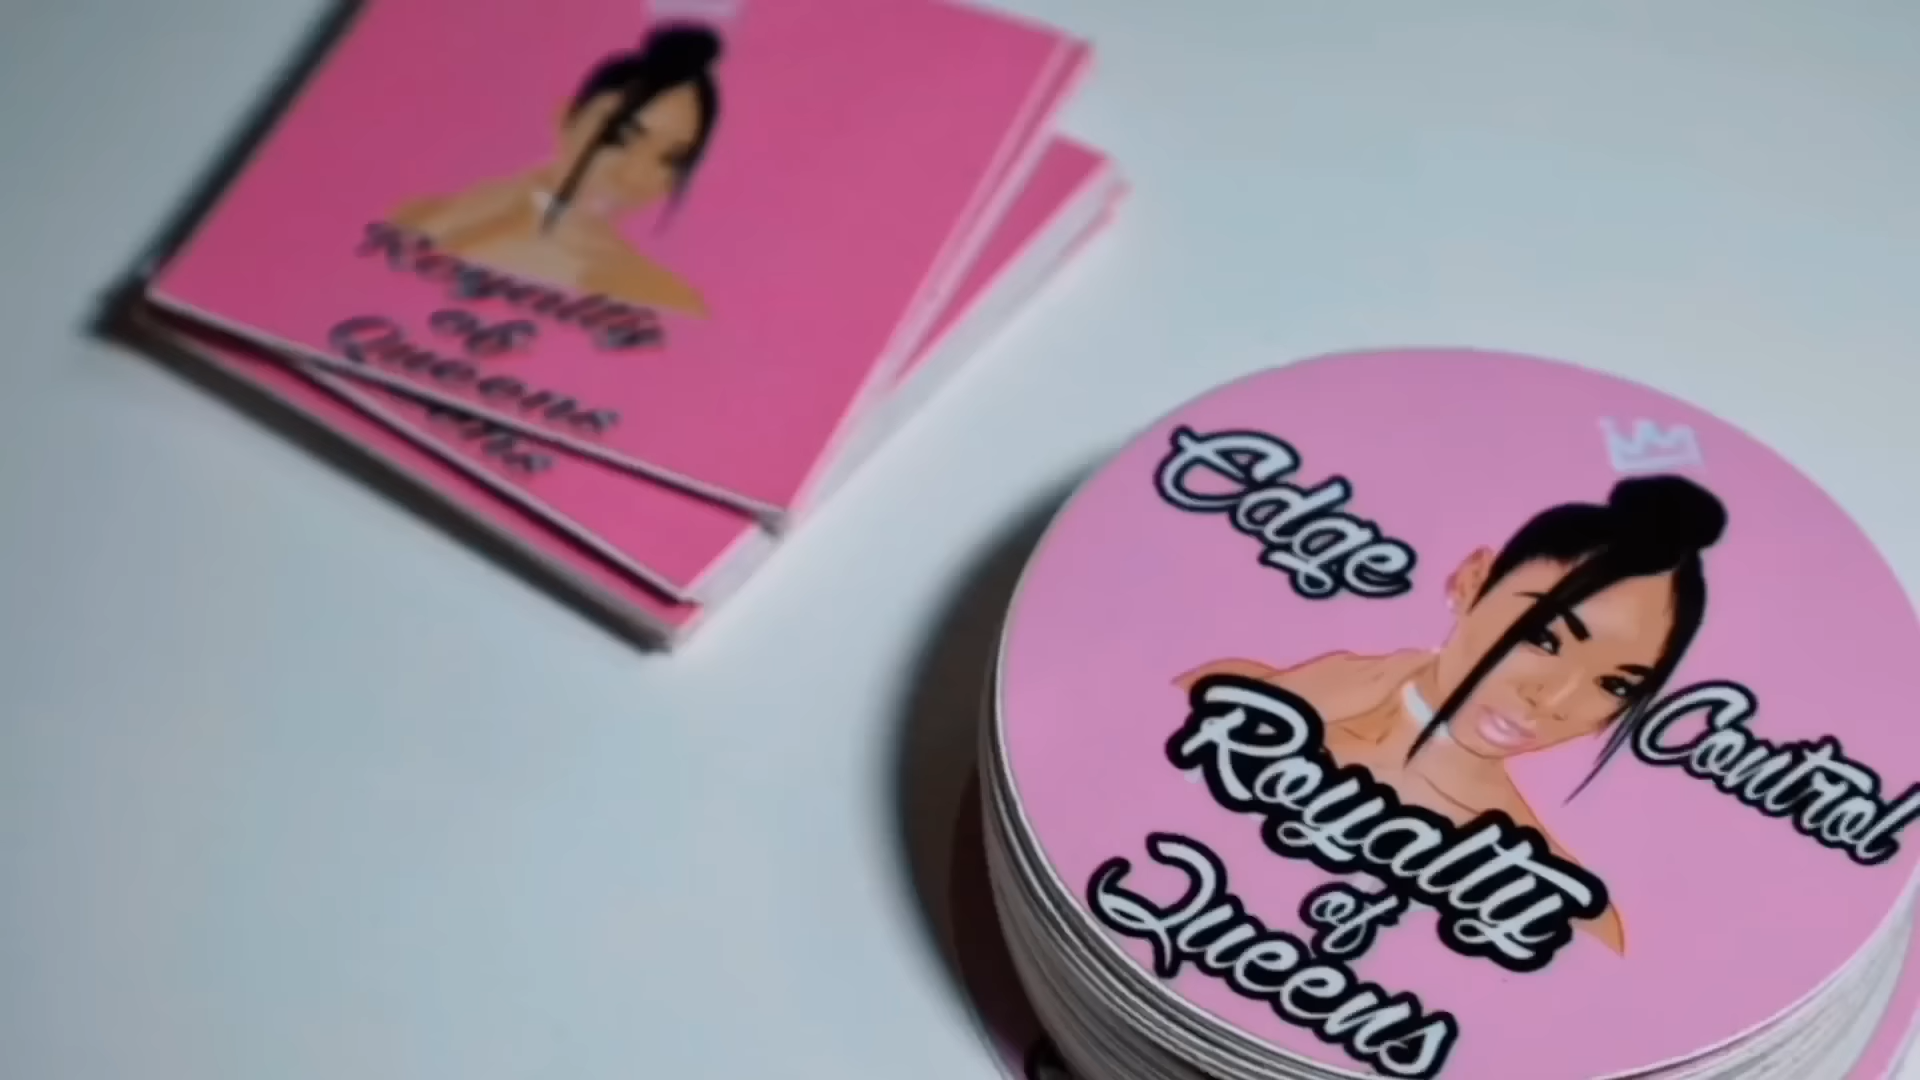 Royalty
of
Queens
Edge
Control
Royalty
of
Queens